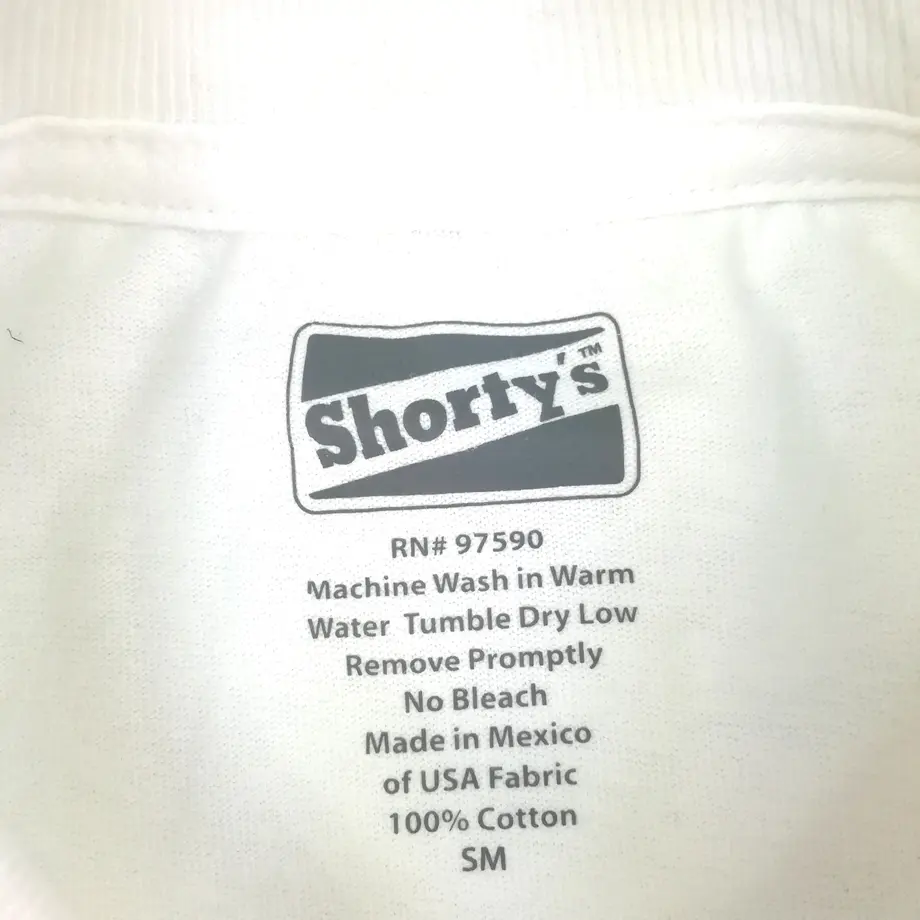 Shorty's™
RN# 97590
Machine Wash in Warm
Water Tumble Dry Low
Remove Promptly
No Bleach
Made in Mexico
of USA Fabric
100% Cotton
SM